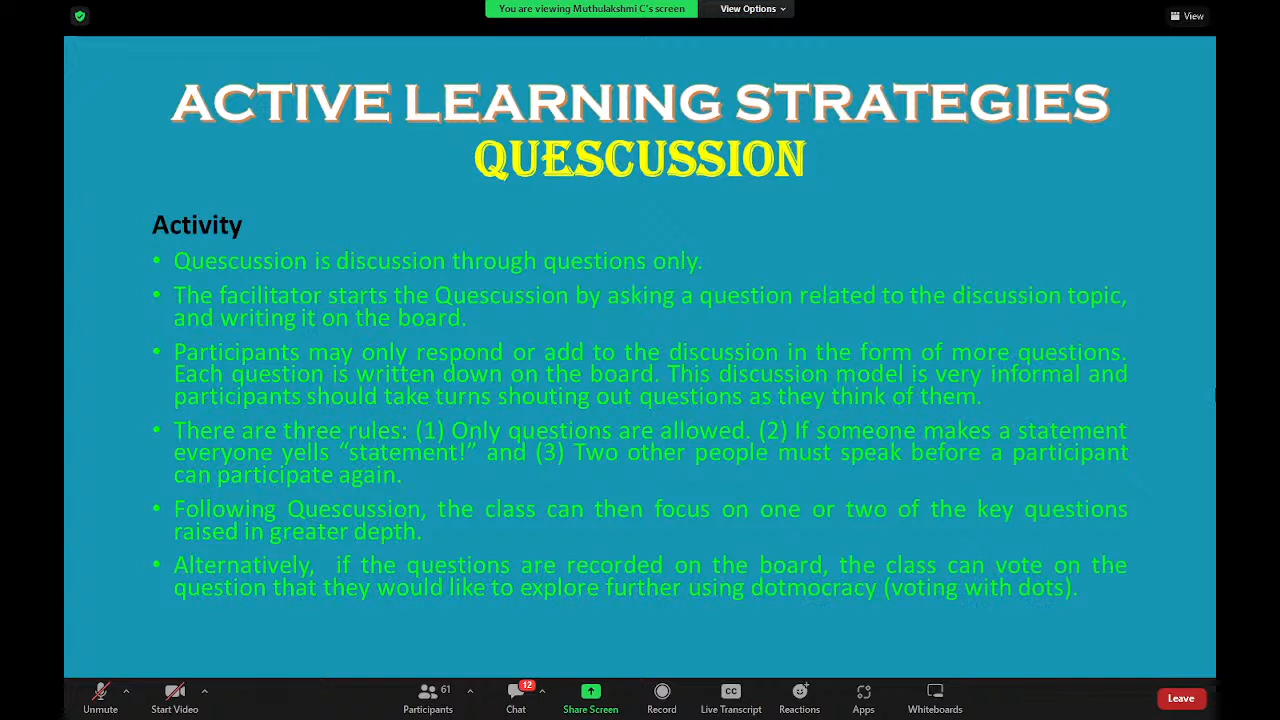 You are viewing Muthulakshmi C's screen
View Options
View
ACTIVE LEARNING STRATEGIES
QUESCUSSION
Activity
• Quescussion is discussion through questions only.
• The facilitator starts the Quescussion by asking a question related to the discussion topic,
and writing it on the board.
• Participants may only respond or add to the discussion in the form of more questions.
Each question is written down on the board. This discussion model is very informal and
participants should take turns shouting out questions as they think of them.
• There are three rules: (1) Only questions are allowed. (2) If someone makes a statement
everyone yells “statement!” and (3) Two other people must speak before a participant
can participate again.
• Following Quescussion, the class can then focus on one or two of the key questions
raised in greater depth.
• Alternatively, if the questions are recorded on the board, the class can vote on the
question that they would like to explore further using dotmocracy (voting with dots).
61
12
CC
Unmute
Start Video
Participants
Chat
Share Screen
Record
Live Transcript
Reactions
Apps
Whiteboards
Leave